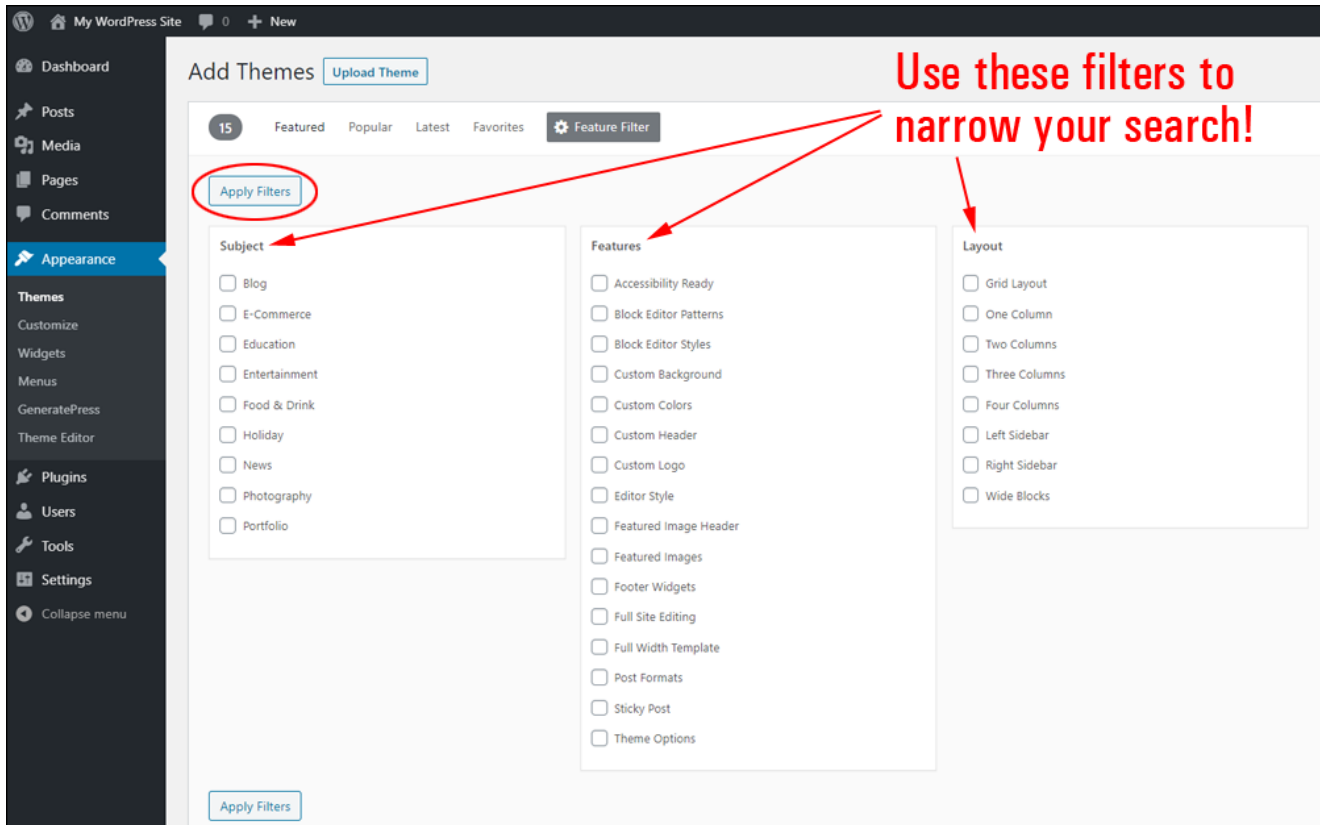 My WordPress Site 0 + New
Dashboard
Posts
Media
Pages
Comments
Appearance
Themes
Customize
Widgets
Menus
GeneratePress
Theme Editor
Plugins
Users
Tools
Settings
Collapse menu
Add Themes Upload Theme
Use these filters to
narrow your search!
15 Featured Popular Latest Favorites Feature Filter
Apply Filters
Subject
Blog
E-Commerce
Education
Entertainment
Food & Drink
Holiday
News
Photography
Portfolio
Features
Accessibility Ready
Block Editor Patterns
Block Editor Styles
Custom Background
Custom Colors
Custom Header
Custom Logo
Editor Style
Featured Image Header
Featured Images
Footer Widgets
Full Site Editing
Full Width Template
Post Formats
Sticky Post
Theme Options
Layout
Grid Layout
One Column
Two Columns
Three Columns
Four Columns
Left Sidebar
Right Sidebar
Wide Blocks
Apply Filters